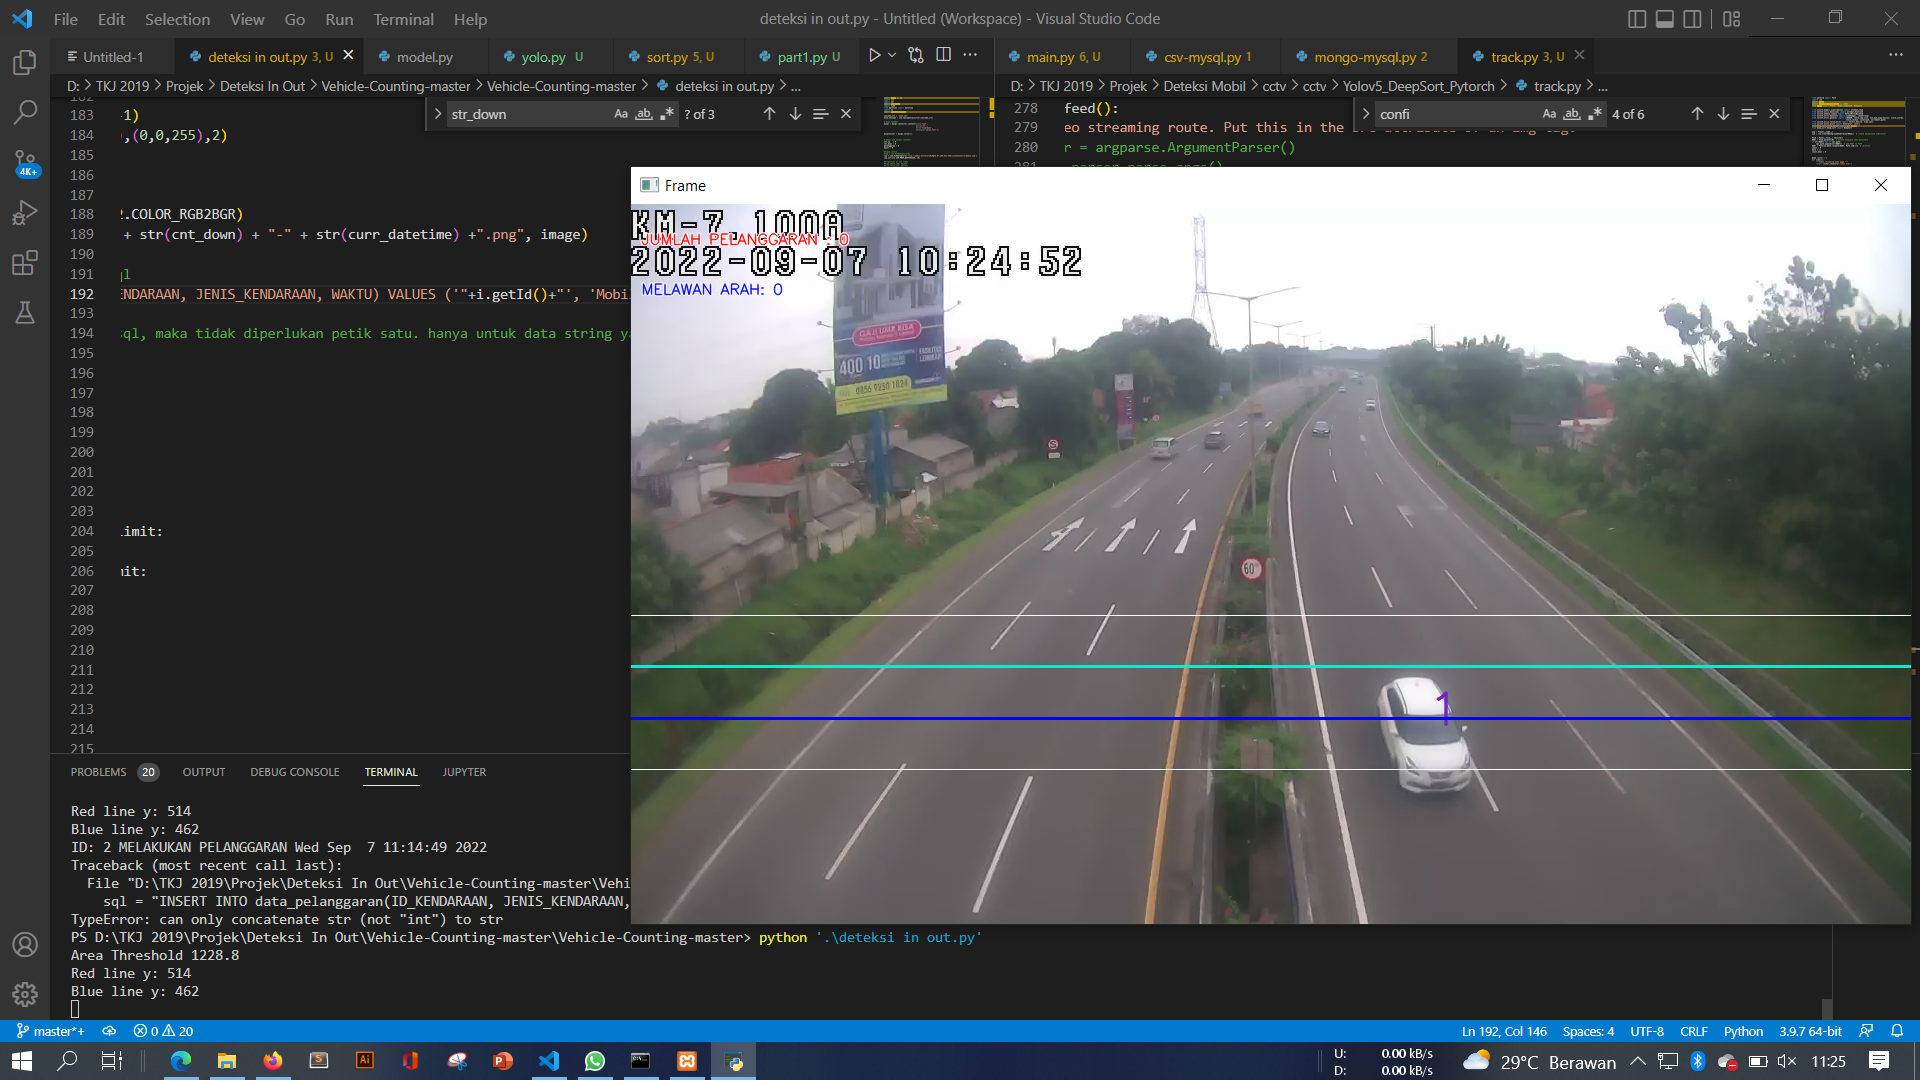 File Edit Selection View Go Run Terminal Help
deteksi in out.py - Untitled (Workspace) - Visual Studio Code
Untitled-1
deteksi in out.py 3, U
model.py
yolo.py U
sort.py 5, U
part1.py U
main.py 6, U
csv-mysql.py 1
mongo-mysql.py 2
track.py 3, U
D: > TKJ 2019 > Projek > Deteksi In Out > Vehicle-Counting-master > Vehicle-Counting-master > deteksi in out.py > ...
D: > TKJ 2019 > Projek > Deteksi Mobil > cctv > cctv > Yolov5_DeepSort_Pytorch > track.py > ...
str_down Aa ab ? of 3
confi Aa ab 4 of 6
278 feed():
279 eo streaming route. Put this in the
280 r = argparse.ArgumentParser()
183 1)
184 ,(0,0,255),2)
185
186
187
188 2.COLOR_RGB2BGR)
189 + str(cnt_down) + "-" + str(curr_datetime) +".png", image)
190
191 ql
192 ENDARAAN, JENIS_KENDARAAN, WAKTU) VALUES ('"+i.getId()+"', 'Mobi
193
194 sql, maka tidak diperlukan petik satu. hanya untuk data string ya
195
196
197
198
199
200
201
202
203
204 imit:
205
206 nit:
207
208
209
210
211
212
213
214
215
4K+
Frame
KM-7.100A
JUMLAH PELANGGARAN : 0
2022-09-07 10:24:52
MELAWAN ARAH: 0
400 10
0856 9250 1824
S
60
1
PROBLEMS 20 OUTPUT DEBUG CONSOLE TERMINAL JUPYTER
Red line y: 514
Blue line y: 462
ID: 2 MELAKUKAN PELANGGARAN Wed Sep 7 11:14:49 2022
Traceback (most recent call last):
File "D:\TKJ 2019\Projek\Deteksi In Out\Vehicle-Counting-master\Vehi
sql = "INSERT INTO data_pelanggaran(ID_KENDARAAN, JENIS_KENDARAAN,
TypeError: can only concatenate str (not "int") to str
PS D:\TKJ 2019\Projek\Deteksi In Out\Vehicle-Counting-master\Vehicle-Counting-master> python '.\deteksi in out.py'
Area Threshold 1228.8
Red line y: 514
Blue line y: 462
master*+ 0 20
Ln 192, Col 146 Spaces: 4 UTF-8 CRLF Python 3.9.7 64-bit
S Ai
U: 0.00 kB/s
D: 0.00 kB/s
29°C Berawan
11:25